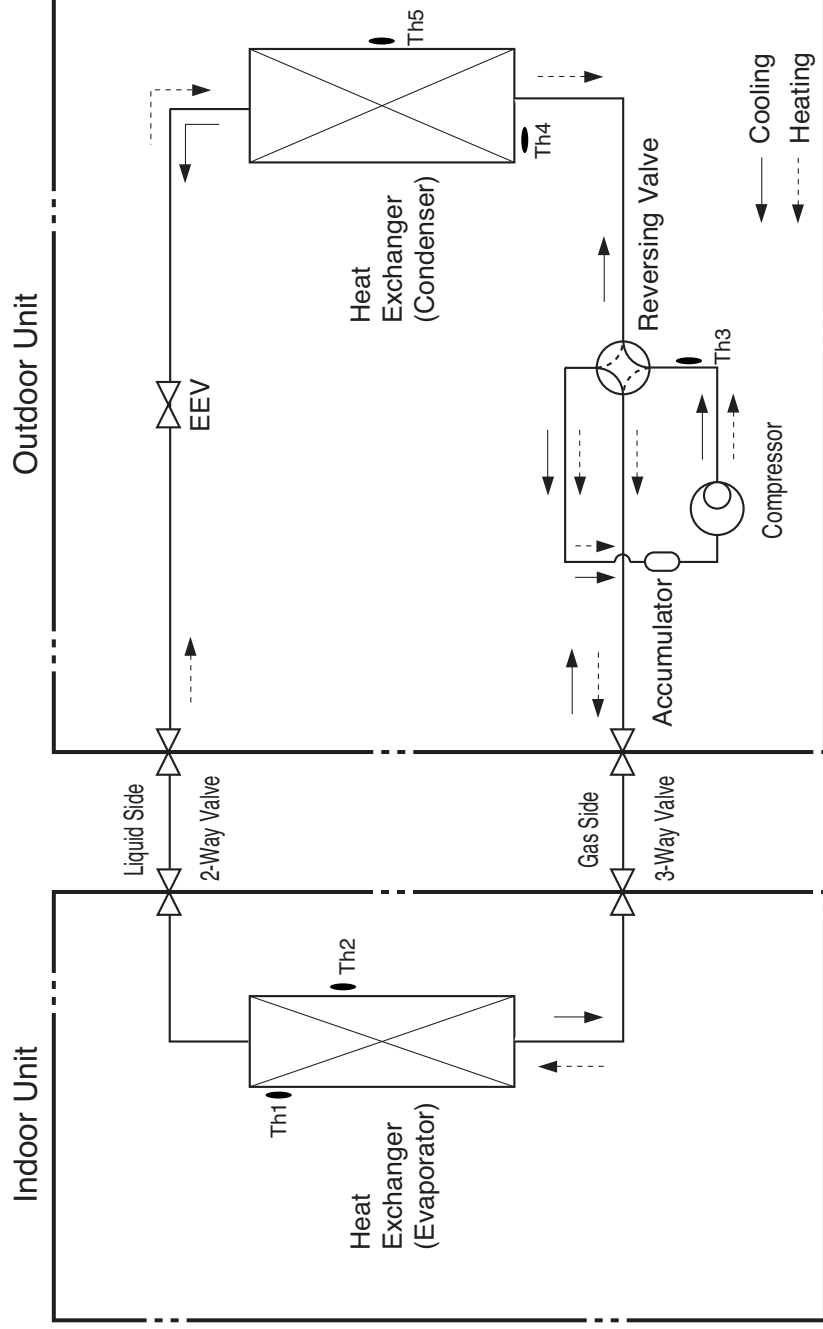 Indoor Unit
Outdoor Unit
Th1
Th2
Heat
Exchanger
(Evaporator)
Liquid Side
2-Way Valve
Gas Side
3-Way Valve
EEV
Th5
Th4
Heat
Exchanger
(Condenser)
Reversing Valve
Th3
Accumulator
Compressor
Cooling
Heating